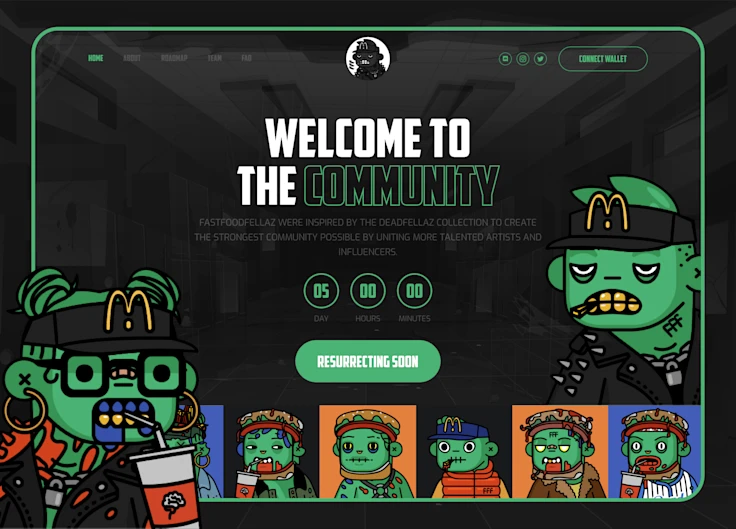 HOME ABOUT ROADMAP TEAM FAQ
CONNECT WALLET
WELCOME TO
THE COMMUNITY
FASTFOODFELLAZ WERE INSPIRED BY THE DEADFELLAZ COLLECTION TO CREATE
THE STRONGEST COMMUNITY POSSIBLE BY UNITING MORE TALENTED ARTISTS AND
INFLUENCERS.
05 00 00
DAY HOURS MINUTES
RESURRECTING SOON
M
FFF
M
M
FFF
FFF